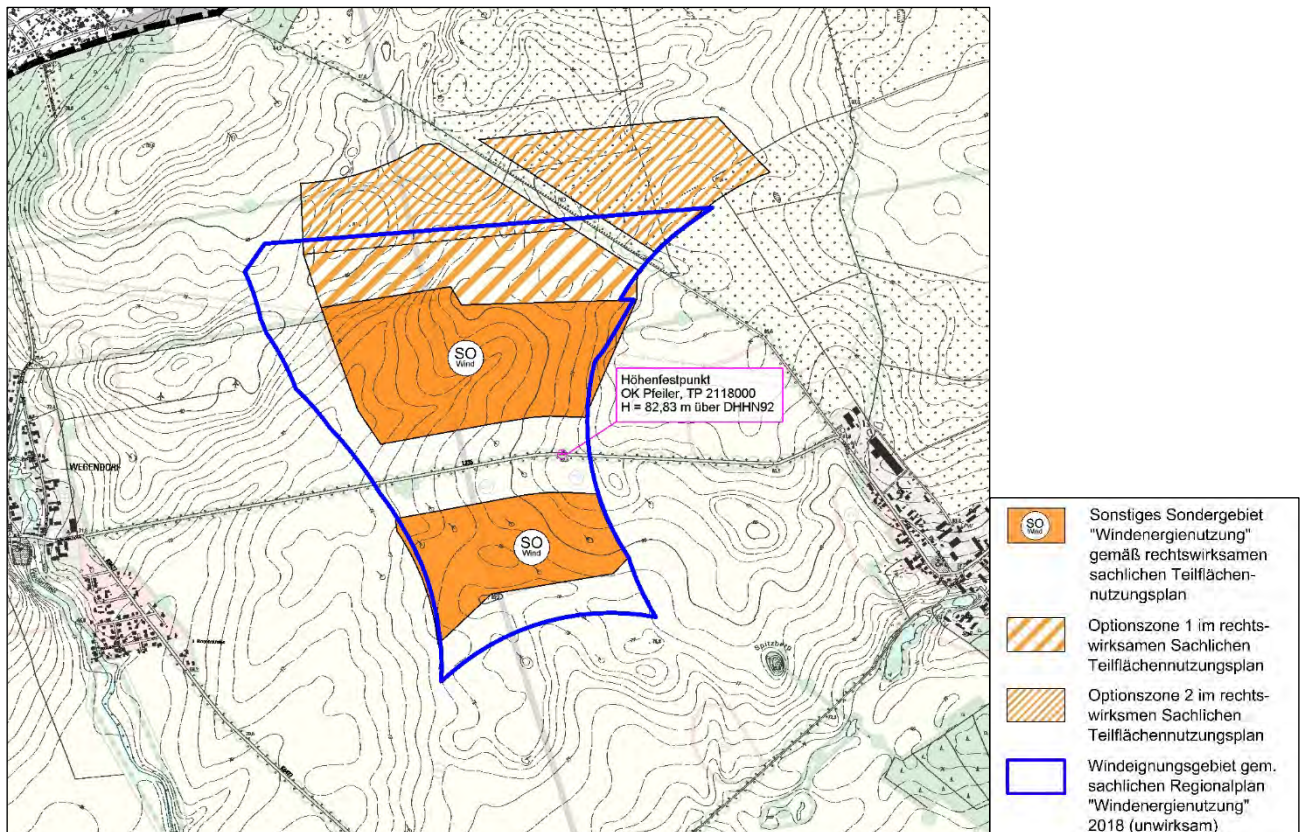 SO
Wind
Höhenfestpunkt
OK Pfeiler, TP 2118000
H = 82,83 m über DHHN92
WEGENDORF
SO
Wind
Spitzberg
SO
Wind
Sonstiges Sondergebiet
"Windenergienutzung"
gemäß rechtswirksamen
sachlichen Teilflächen-
nutzungsplan
Optionszone 1 im rechts-
wirksamen Sachlichen
Teilflächennutzungsplan
Optionszone 2 im rechts-
wirksmen Sachlichen
Teilflächennutzungsplan
Windeignungsgebiet gem.
sachlichen Regionalplan
"Windenergienutzung"
2018 (unwirksam)